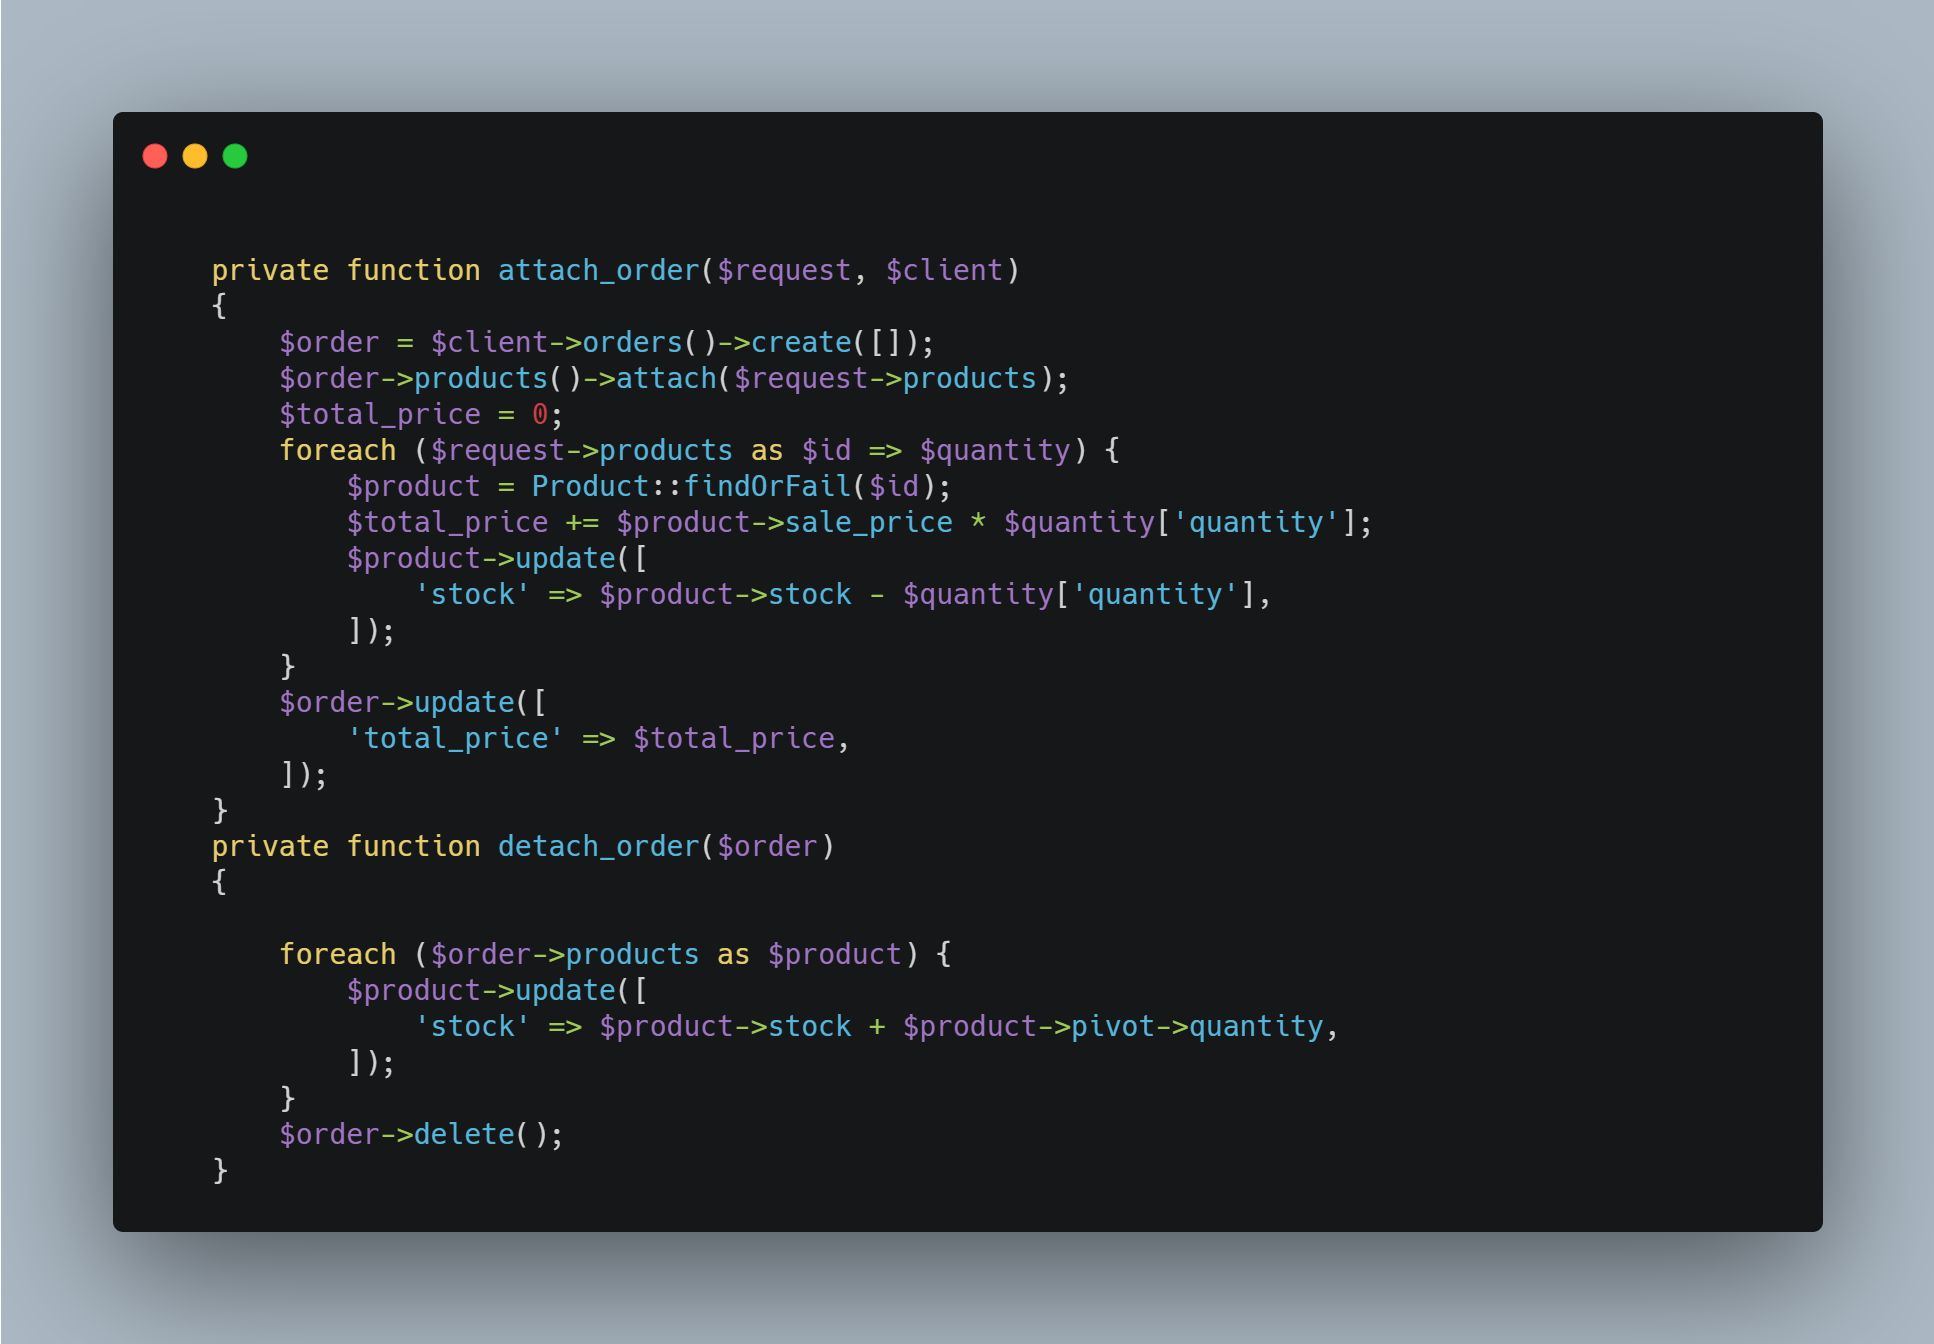 private function attach_order($request, $client)
{
    $order = $client->orders()->create([]);
    $order->products()->attach($request->products);
    $total_price = 0;
    foreach ($request->products as $id => $quantity) {
        $product = Product::findOrFail($id);
        $total_price += $product->sale_price * $quantity['quantity'];
        $product->update([
            'stock' => $product->stock - $quantity['quantity'],
        ]);
    }
    $order->update([
        'total_price' => $total_price,
    ]);
}
private function detach_order($order)
{

    foreach ($order->products as $product) {
        $product->update([
            'stock' => $product->stock + $product->pivot->quantity,
        ]);
    }
    $order->delete();
}